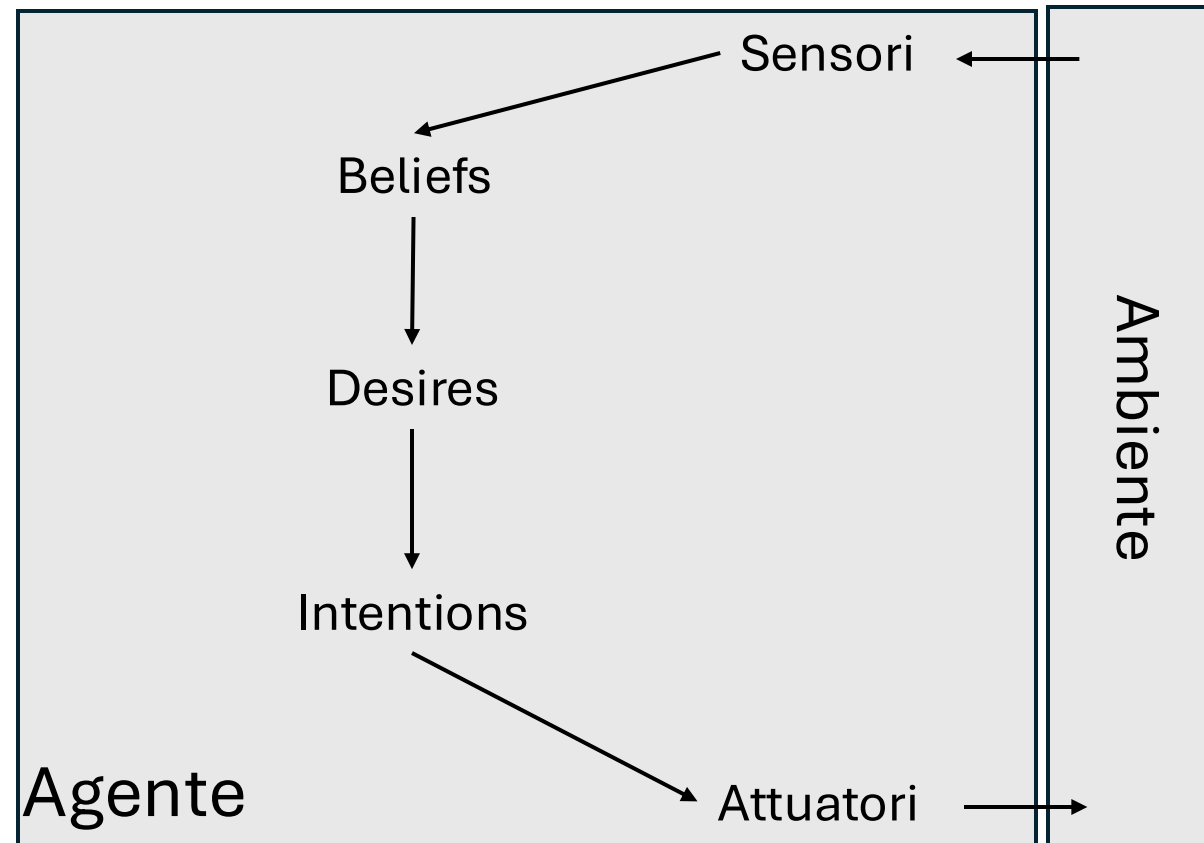 Sensori
Beliefs
Desires
Intentions
Attuatori
Agente
Ambiente